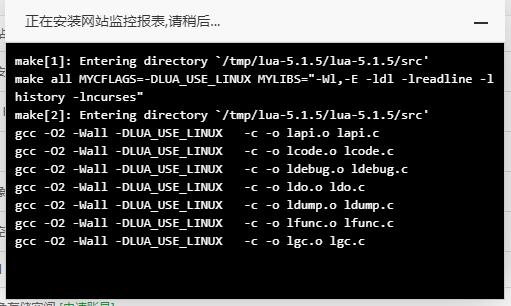 正在安装网站监控报表,请稍后...
make[1]: Entering directory `/tmp/lua-5.1.5/lua-5.1.5/src'
make all MYCFLAGS=-DLUA_USE_LINUX MYLIBS="-Wl,-E -ldl -lreadline -l
history -lncurses"
make[2]: Entering directory `/tmp/lua-5.1.5/lua-5.1.5/src'
gcc -O2 -Wall -DLUA_USE_LINUX   -c -o lapi.o lapi.c
gcc -O2 -Wall -DLUA_USE_LINUX   -c -o lcode.o lcode.c
gcc -O2 -Wall -DLUA_USE_LINUX   -c -o ldebug.o ldebug.c
gcc -O2 -Wall -DLUA_USE_LINUX   -c -o ldo.o ldo.c
gcc -O2 -Wall -DLUA_USE_LINUX   -c -o ldump.o ldump.c
gcc -O2 -Wall -DLUA_USE_LINUX   -c -o lfunc.o lfunc.c
gcc -O2 -Wall -DLUA_USE_LINUX   -c -o lgc.o lgc.c